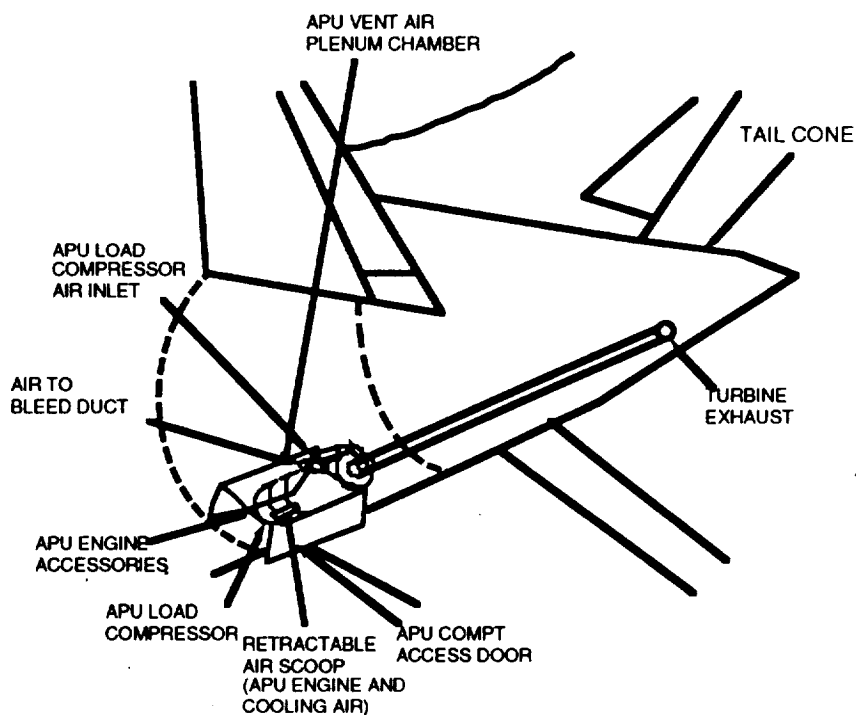 APU VENT AIR
PLENUM CHAMBER
TAIL CONE
APU LOAD
COMPRESSOR
AIR INLET
AIR TO
BLEED DUCT
TURBINE
EXHAUST
APU ENGINE
ACCESSORIES
APU LOAD
COMPRESSOR
RETRACTABLE
AIR SCOOP
(APU ENGINE AND
COOLING AIR)
APU COMPT
ACCESS DOOR